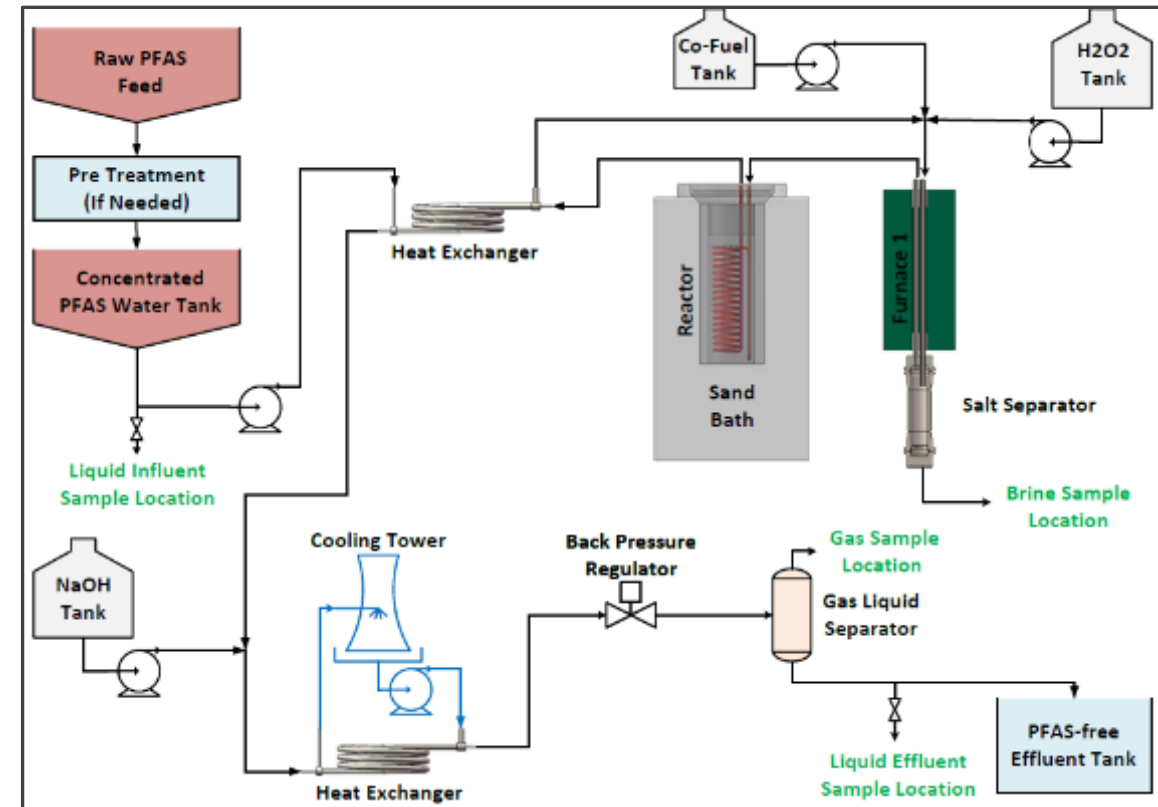 Raw PFAS
Feed
Pre Treatment
(If Needed)
Concentrated
PFAS Water Tank
Liquid Influent
Sample Location
Co-Fuel
Tank
H2O2
Tank
Heat Exchanger
Reactor
Sand
Bath
Furnace 1
Salt Separator
Brine Sample
Location
NaOH
Tank
Cooling Tower
Heat Exchanger
Back Pressure
Regulator
Gas Sample
Location
Gas Liquid
Separator
Liquid Effluent
Sample Location
PFAS-free
Effluent Tank